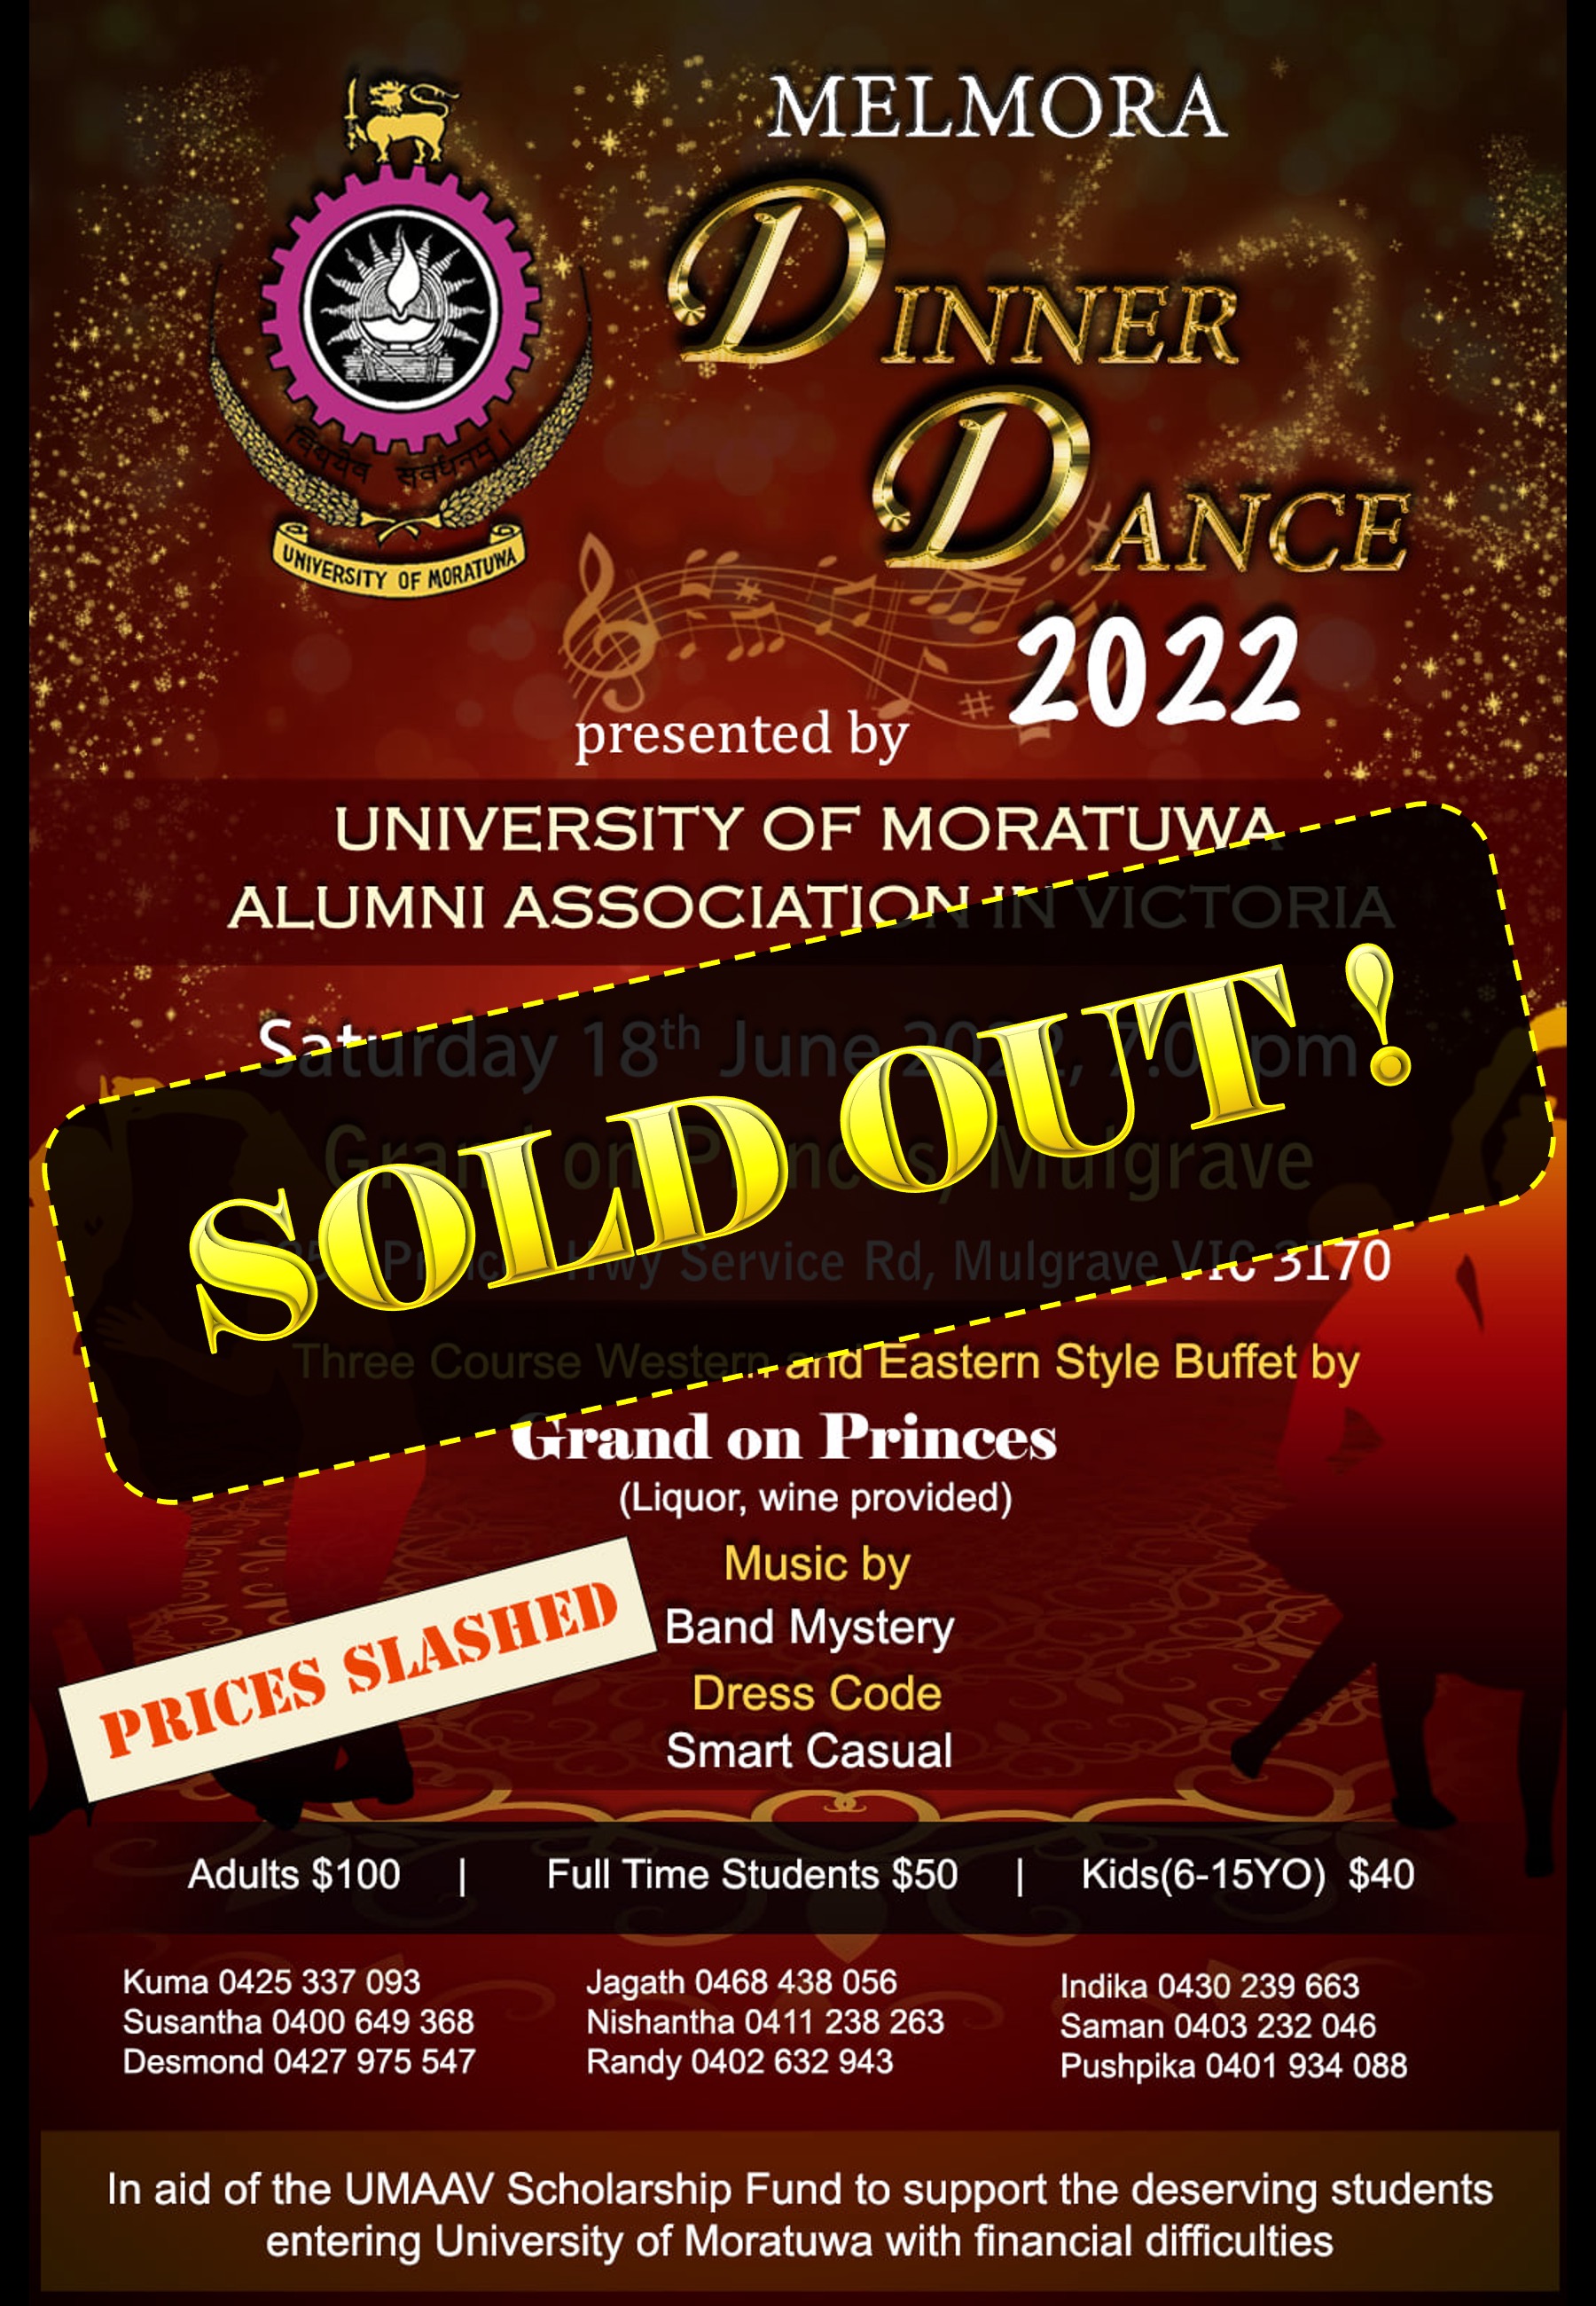 MELMORA
DINNER
DANCE
2022
विद्ययैव सर्वधनम् ।
UNIVERSITY OF MORATUWA
presented by
UNIVERSITY OF MORATUWA
ALUMNI ASSOCIATION IN VICTORIA
Saturday 18th June 2022, pm
Grand on Princes, Mulgrave
Princes Hwy Service Rd, Mulgrave VIC 3170
SOLD OUT !
Three Course Western and Eastern Style Buffet by
Grand on Princes
(Liquor, wine provided)
Music by
Band Mystery
PRICES SLASHED
Dress Code
Smart Casual
Adults $100 | Full Time Students $50 | Kids(6-15YO) $40
Kuma 0425 337 093
Susantha 0400 649 368
Desmond 0427 975 547
Jagath 0468 438 056
Nishantha 0411 238 263
Randy 0402 632 943
Indika 0430 239 663
Saman 0403 232 046
Pushpika 0401 934 088
In aid of the UMAAV Scholarship Fund to support the deserving students
entering University of Moratuwa with financial difficulties